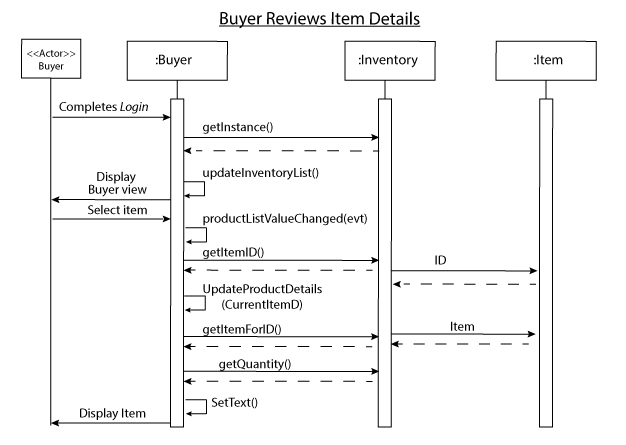 Buyer Reviews Item Details
<<Actor>>
Buyer
:Buyer
:Inventory
:Item
Completes Login
getInstance()
updateInventoryList()
Display
Buyer view
Select item
productListValueChanged(evt)
getItemID()
ID
UpdateProductDetails
(CurrentItemD)
getItemForID()
Item
getQuantity()
SetText()
Display Item